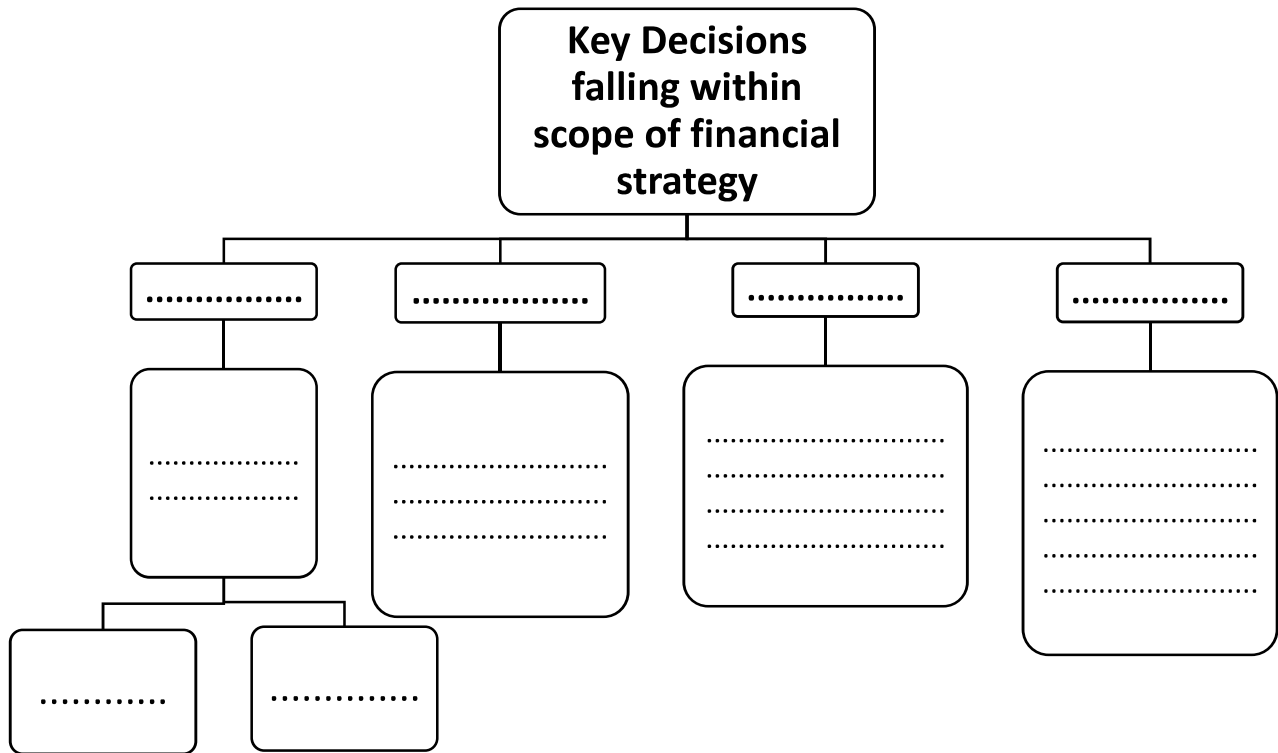 Key Decisions
falling within
scope of financial
strategy